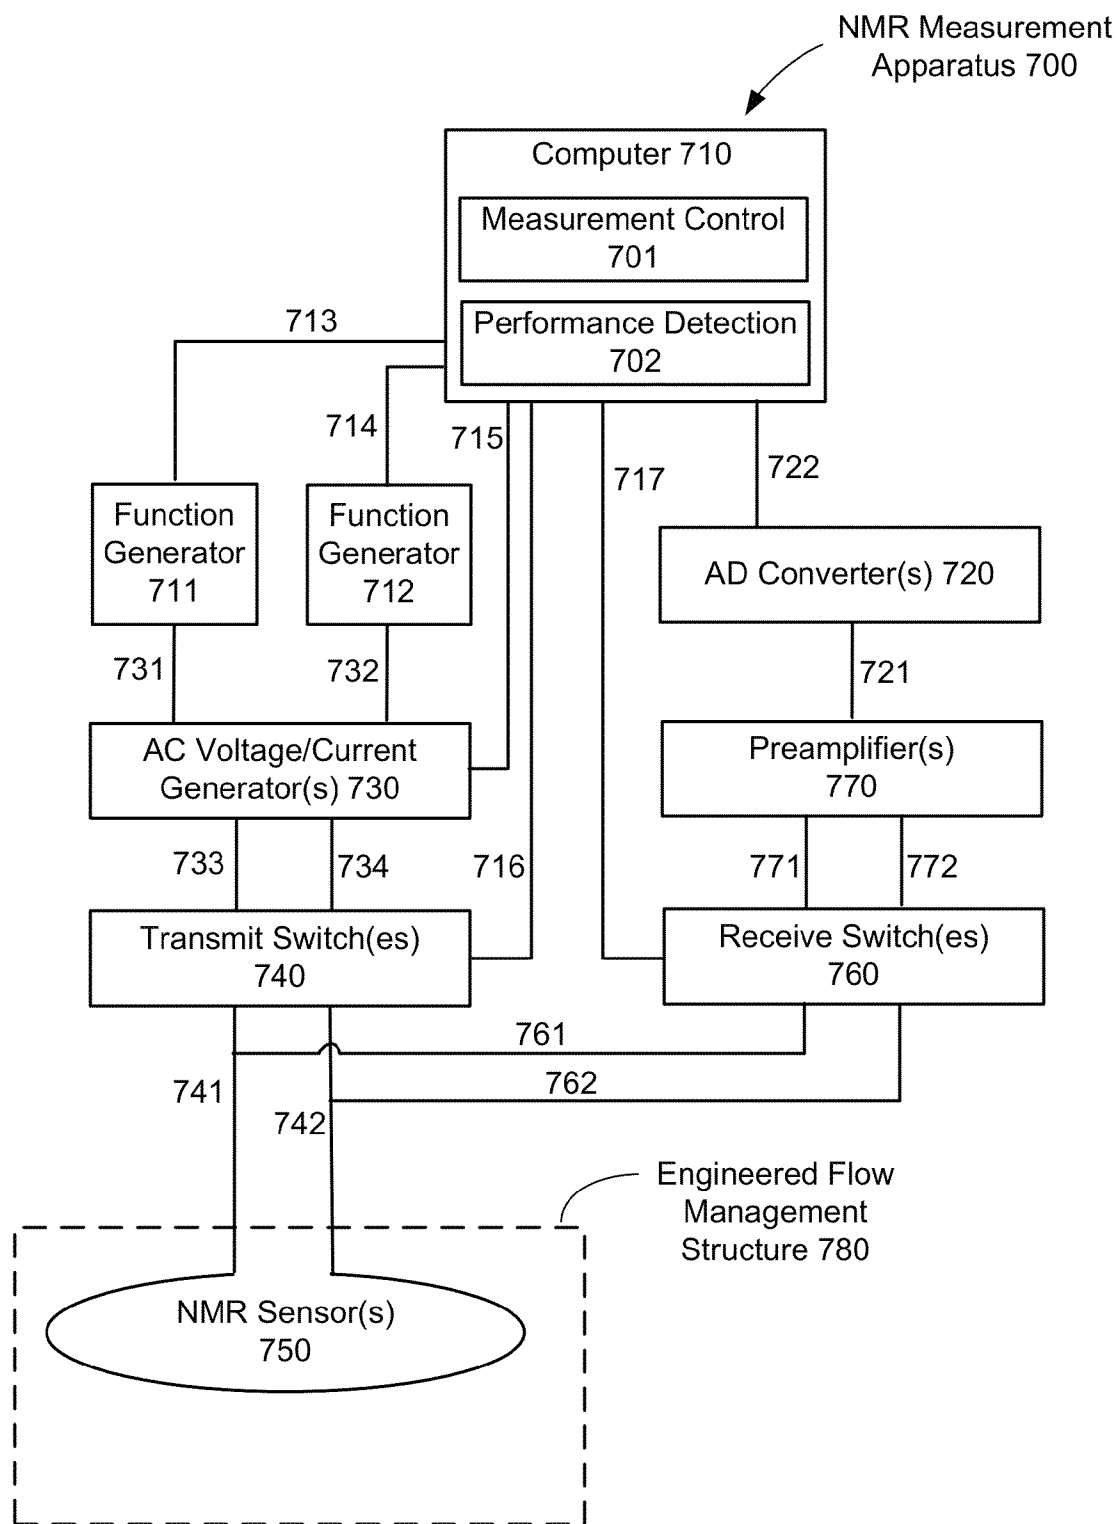 NMR Measurement
Apparatus 700
Computer 710
Measurement Control
701
Performance Detection
702
713
714
715
717
722
Function
Generator
711
Function
Generator
712
AD Converter(s) 720
731
732
721
AC Voltage/Current
Generator(s) 730
Preamplifier(s)
770
733
734
716
771
772
Transmit Switch(es)
740
Receive Switch(es)
760
761
741
762
742
Engineered Flow
Management
Structure 780
NMR Sensor(s)
750